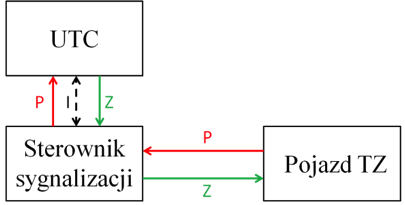 UTC
P I Z
Sterownik
sygnalizacji
P
Z
Pojazd TZ